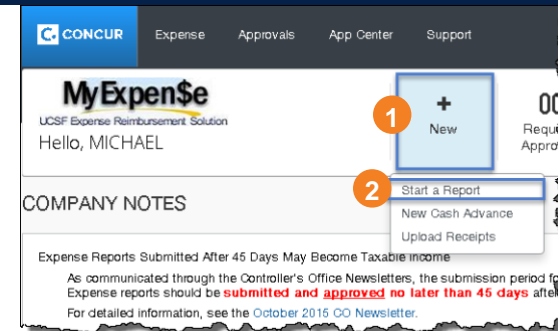 C. CONCUR Expense Approvals App Center Support
MyExpen$e
UCSF Expense Reimbursement Solution
Hello, MICHAEL
1
+
New
00
Requi
Appro
2
Start a Report
New Cash Advance
Upload Receipts
COMPANY NOTES
Expense Reports Submitted After 45 Days May Become Taxable Income
As communicated through the Controller's Office Newsletters, the submission period fo
Expense reports should be submitted and approved no later than 45 days afte
For detailed information, see the October 2015 CO Newsletter.